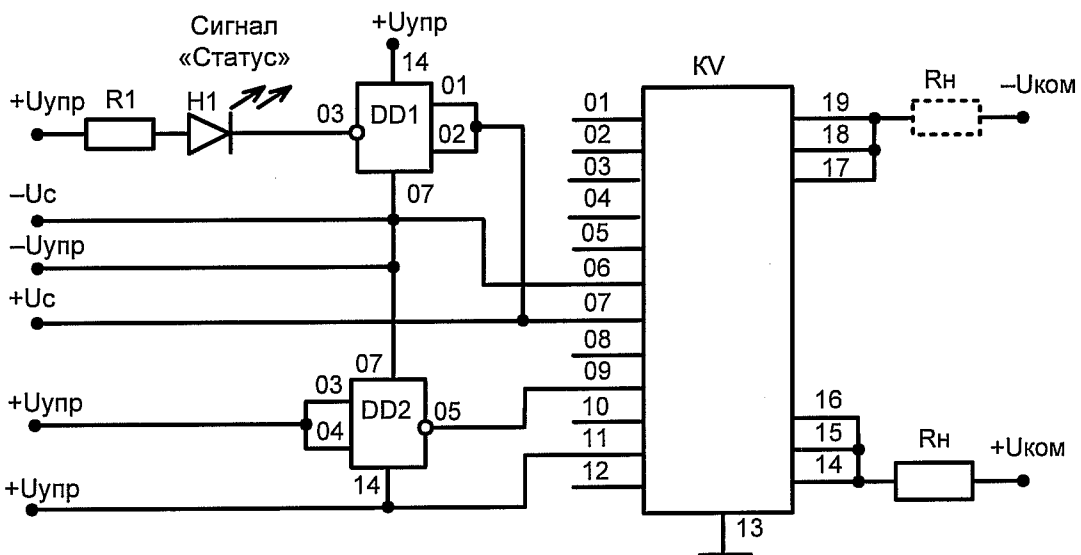 Сигнал
«Статус»
+Uупр
14
+Uупр
R1
H1
03
DD1
01
02
07
–Uс
–Uупр
+Uс
07
+Uупр
03
04
DD2
05
14
+Uупр
KV
01
02
03
04
05
06
07
08
09
10
11
12
19
18
17
Rн
–Uком
16
15
14
Rн
+Uком
13